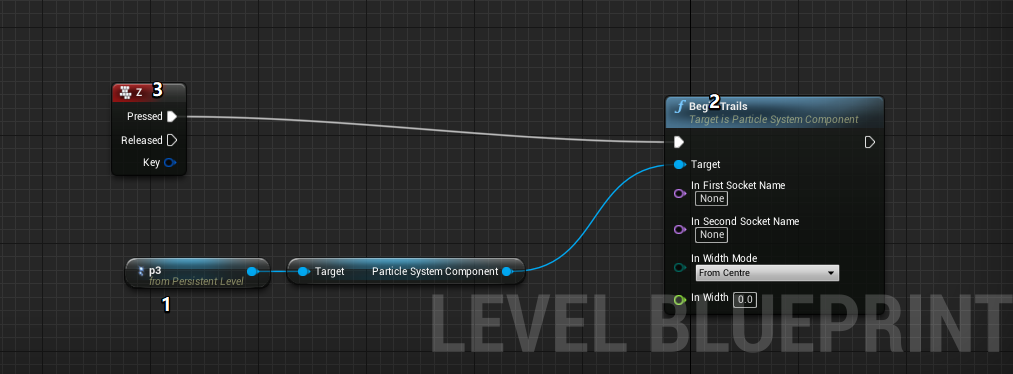 Z
3
Pressed
Released
Key
2
Trails
Target is Particle System Component
Target
In First Socket Name
None
In Second Socket Name
None
In Width Mode
From Centre
In Width 0.0
p3
from Persistent Level
1
Target Particle System Component
LEVEL BLUEPRINT